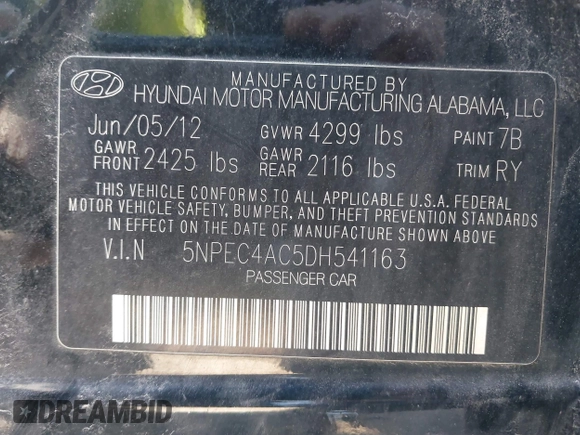 MANUFACTURED BY
HYUNDAI MOTOR MANUFACTURING ALABAMA, LLC
Jun/05/12 GVWR 4299 lbs PAINT 7B
GAWR FRONT 2425 lbs GAWR REAR 2116 lbs TRIM RY
THIS VEHICLE CONFORMS TO ALL APPLICABLE U.S.A. FEDERAL
MOTOR VEHICLE SAFETY, BUMPER, AND THEFT PREVENTION STANDARDS
IN EFFECT ON THE DATE OF MANUFACTURE SHOWN ABOVE
V.I.N 5NPEC4AC5DH541163
PASSENGER CAR
DREAMBID